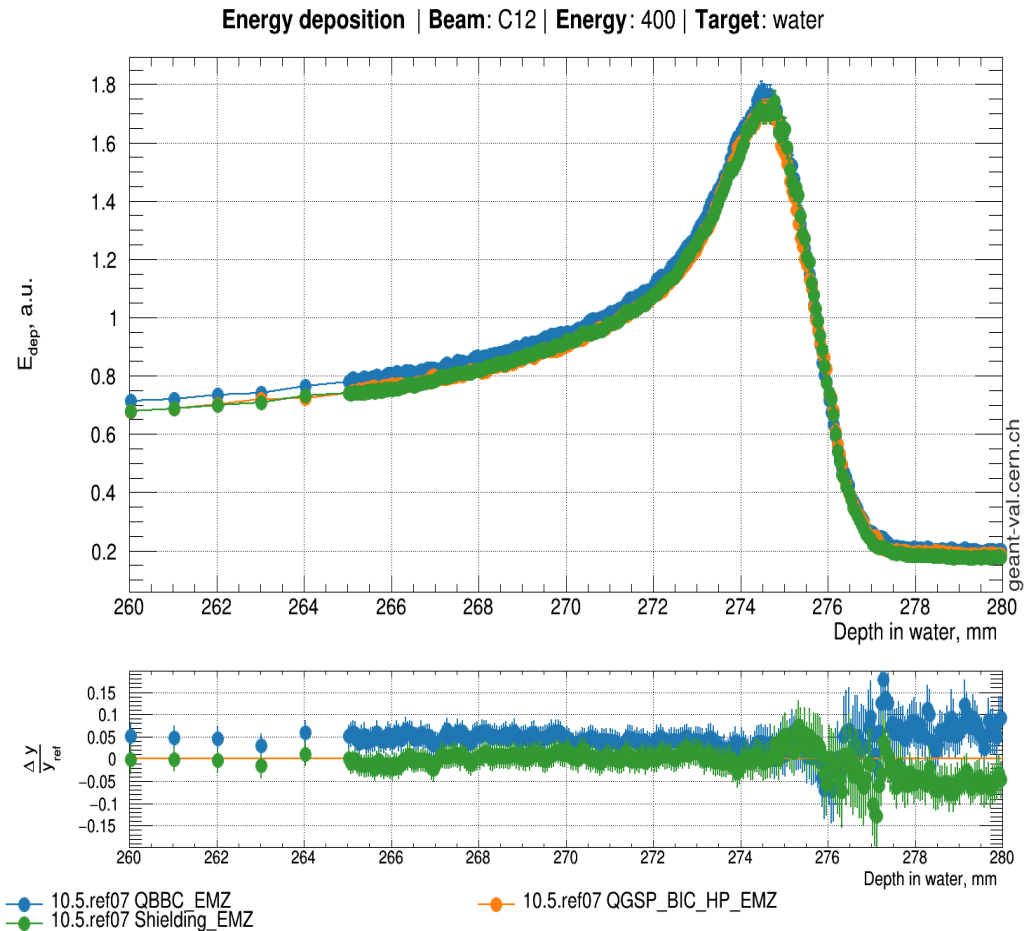 Energy deposition | Beam: C12 | Energy: 400 | Target: water
E_dep, a.u.
1.8
1.6
1.4
1.2
1
0.8
0.6
0.4
0.2
260 262 264 266 268 270 272 274 276 278 280
Depth in water, mm
geant-val.cern.ch
Δ y
y_ref
0.15
0.1
0.05
0
−0.05
−0.1
−0.15
260 262 264 266 268 270 272 274 276 278 280
Depth in water, mm
10.5.ref07 QBBC_EMZ 10.5.ref07 QGSP_BIC_HP_EMZ
10.5.ref07 Shielding_EMZ